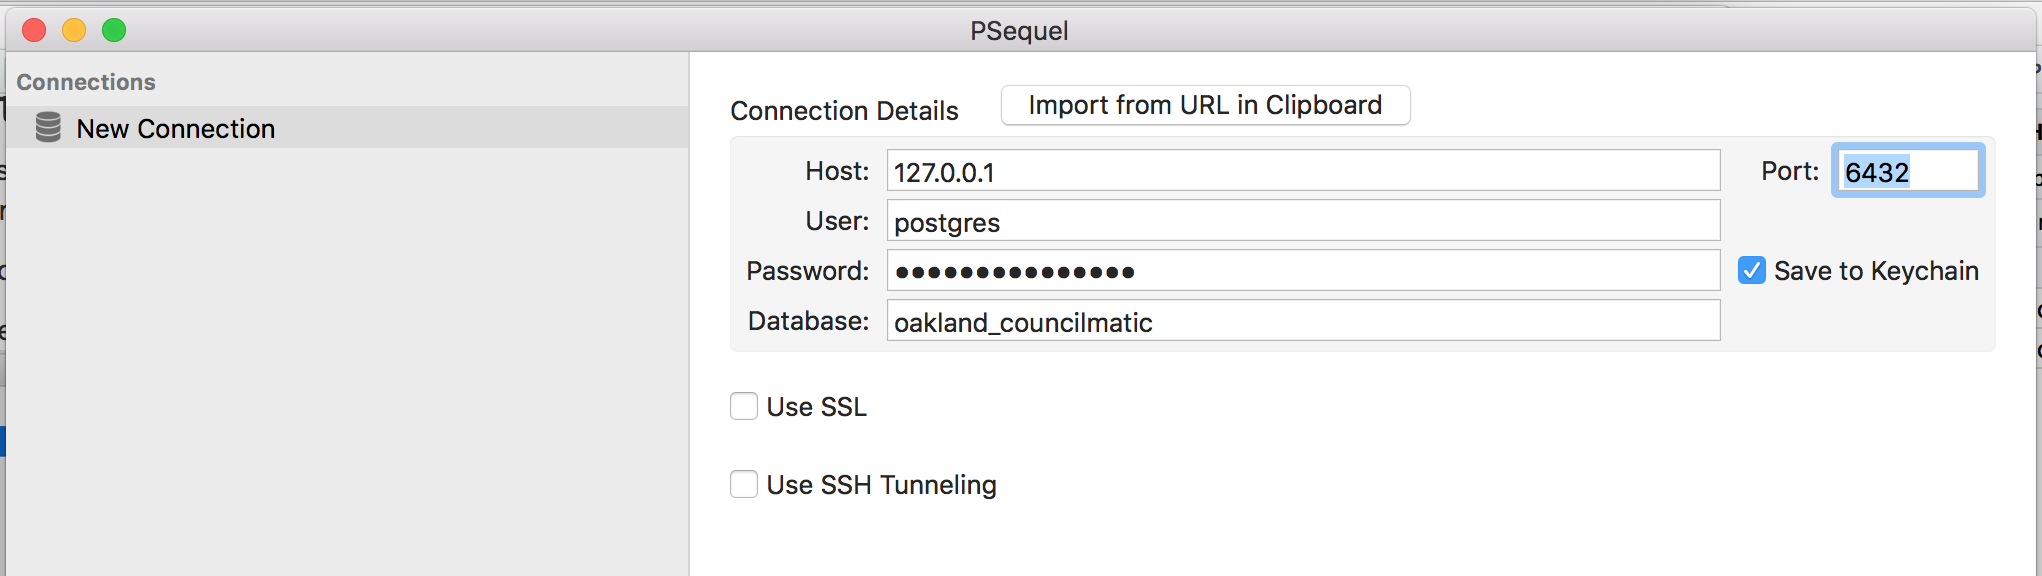 PSequel
Connections
New Connection
Connection Details
Import from URL in Clipboard
Host: 127.0.0.1 Port: 6432
User: postgres
Password: ●●●●●●●●●●●●●●● Save to Keychain
Database: oakland_councilmatic
Use SSL
Use SSH Tunneling